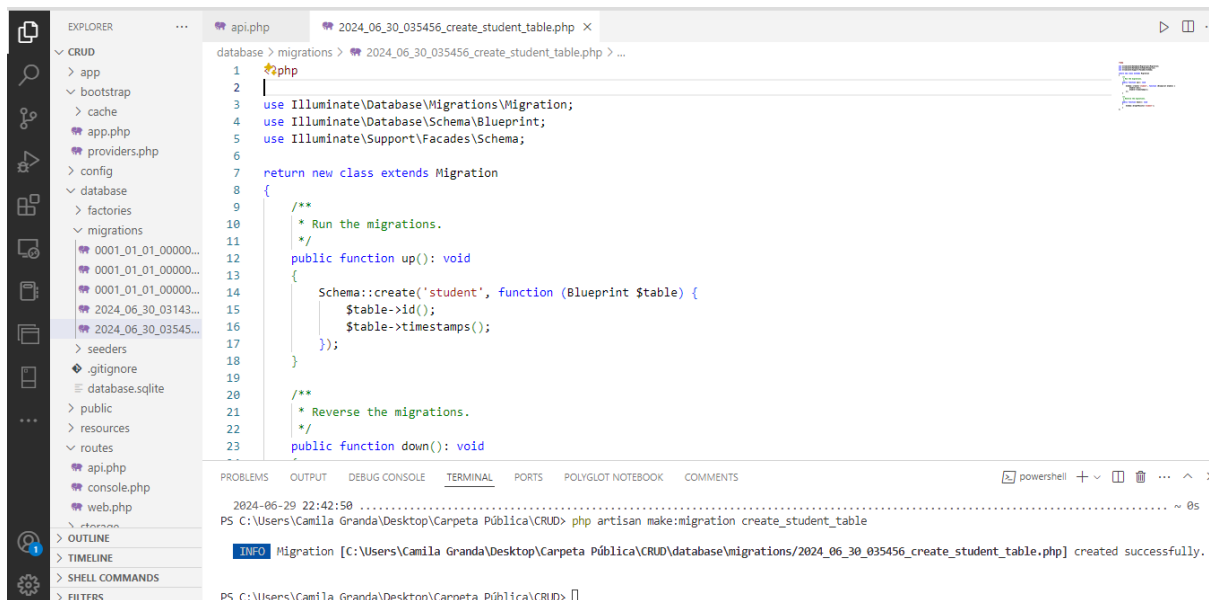 EXPLORER
CRUD
app
bootstrap
cache
app.php
providers.php
config
database
factories
migrations
0001_01_01_00000...
0001_01_01_00000...
0001_01_01_00000...
2024_06_30_03143...
2024_06_30_03545...
seeders
.gitignore
database.sqlite
public
resources
routes
api.php
console.php
web.php
storage
OUTLINE
TIMELINE
SHELL COMMANDS
FILTERS
1
api.php 2024_06_30_035456_create_student_table.php
database > migrations > 2024_06_30_035456_create_student_table.php > ...
1 ?php
2
3 use Illuminate\Database\Migrations\Migration;
4 use Illuminate\Database\Schema\Blueprint;
5 use Illuminate\Support\Facades\Schema;
6
7 return new class extends Migration
8 {
9 /**
10 * Run the migrations.
11 */
12 public function up(): void
13 {
14 Schema::create('student', function (Blueprint $table) {
15 $table->id();
16 $table->timestamps();
17 });
18 }
19
20 /**
21 * Reverse the migrations.
22 */
23 public function down(): void
PROBLEMS OUTPUT DEBUG CONSOLE TERMINAL PORTS POLYGLOT NOTEBOOK COMMENTS powershell
2024-06-29 22:42:50 ........................ ~ 0s
PS C:\Users\Camila Granda\Desktop\Carpeta Pública\CRUD> php artisan make:migration create_student_table
INFO Migration [C:\Users\Camila Granda\Desktop\Carpeta Pública\CRUD\database\migrations/2024_06_30_035456_create_student_table.php] created successfully.
PS C:\Users\Camila Granda\Desktop\Carpeta Pública\CRUD>